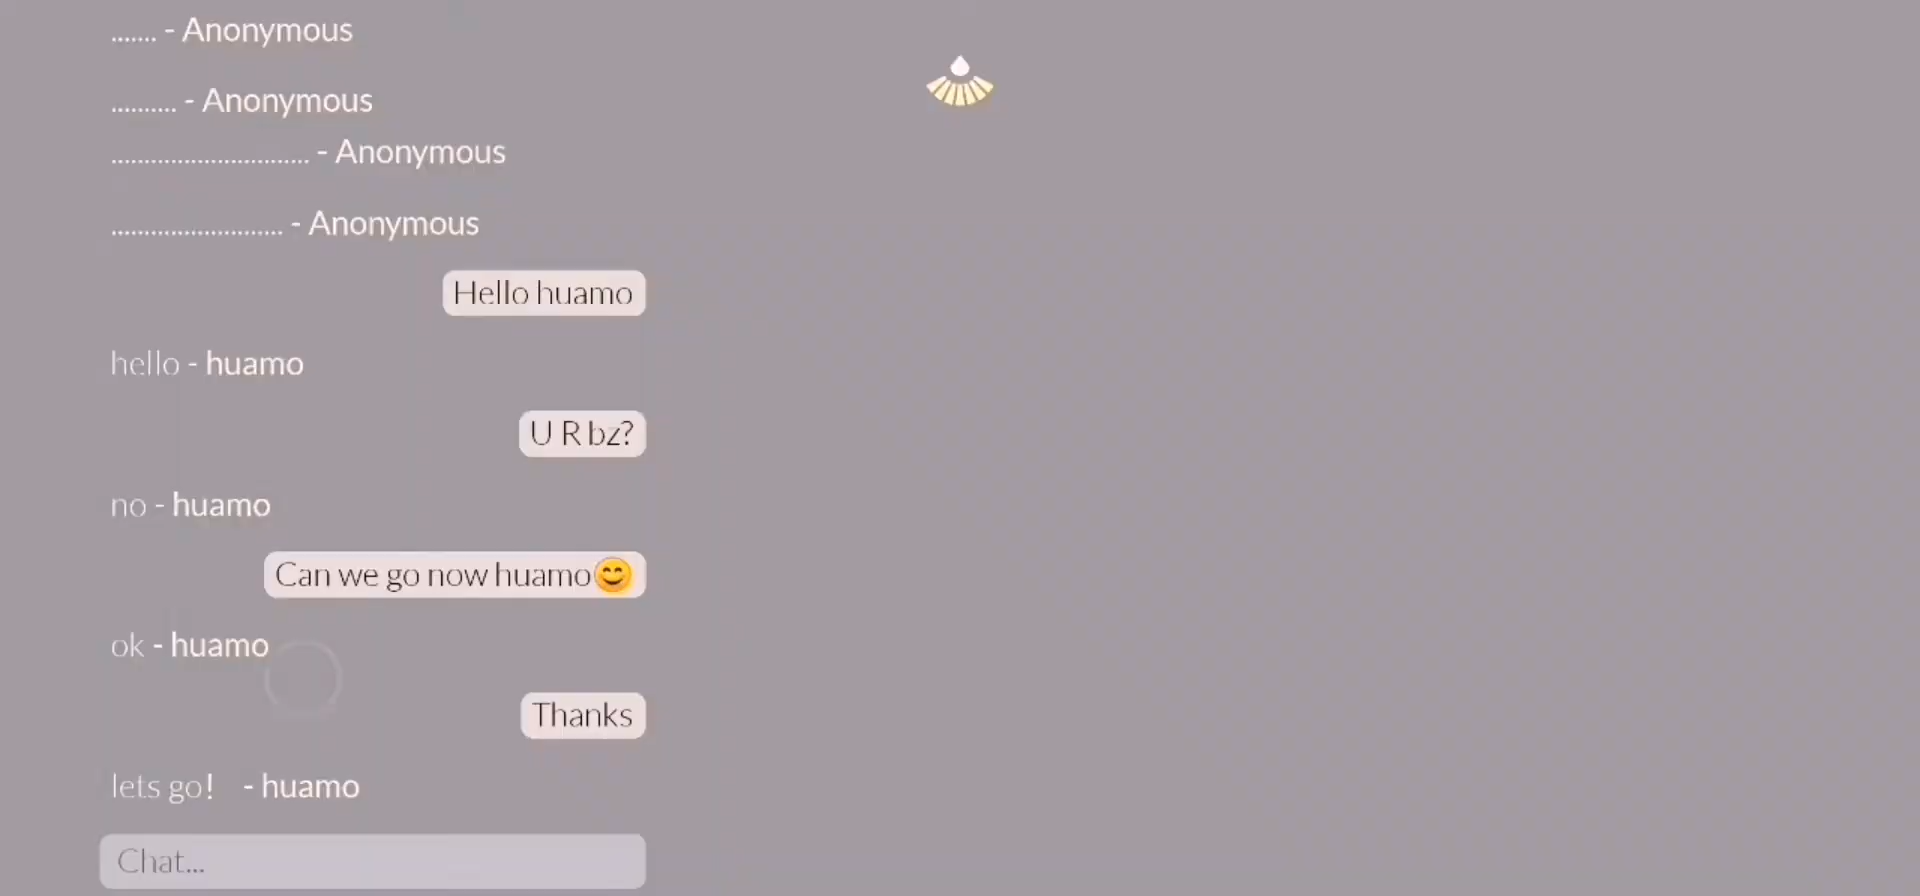 ....... - Anonymous
.......... - Anonymous
.............................. - Anonymous
.......................... - Anonymous
Hello huamo
hello - huamo
U R bz?
no - huamo
Can we go now huamo😊
ok - huamo
Thanks
lets go! - huamo
Chat...